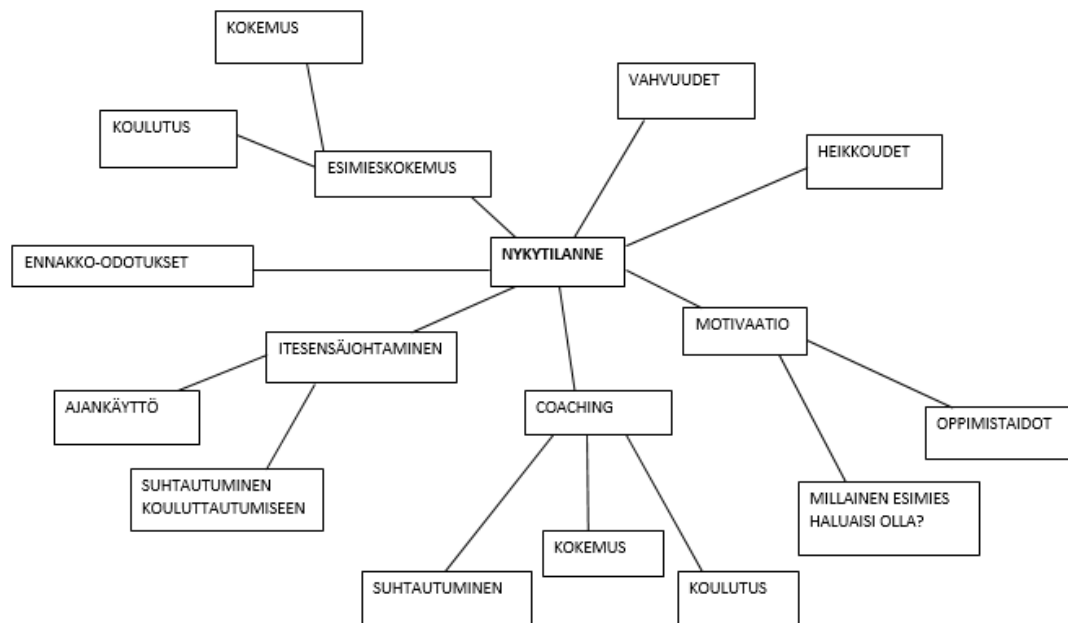 KOKEMUS
VAHVUUDET
KOULUTUS
ESIMIESKOKEMUS
HEIKKOUDET
NYKYTILANNE
ENNAKKO-ODOTUKSET
MOTIVAATIO
ITESENSÄJOHTAMINEN
AJANKÄYTTÖ
COACHING
OPPIMISTAIDOT
SUHTAUTUMINEN
KOULUTTAUTUMISEEN
MILLAINEN ESIMIES
HALUAISI OLLA?
KOKEMUS
SUHTAUTUMINEN
KOULUTUS